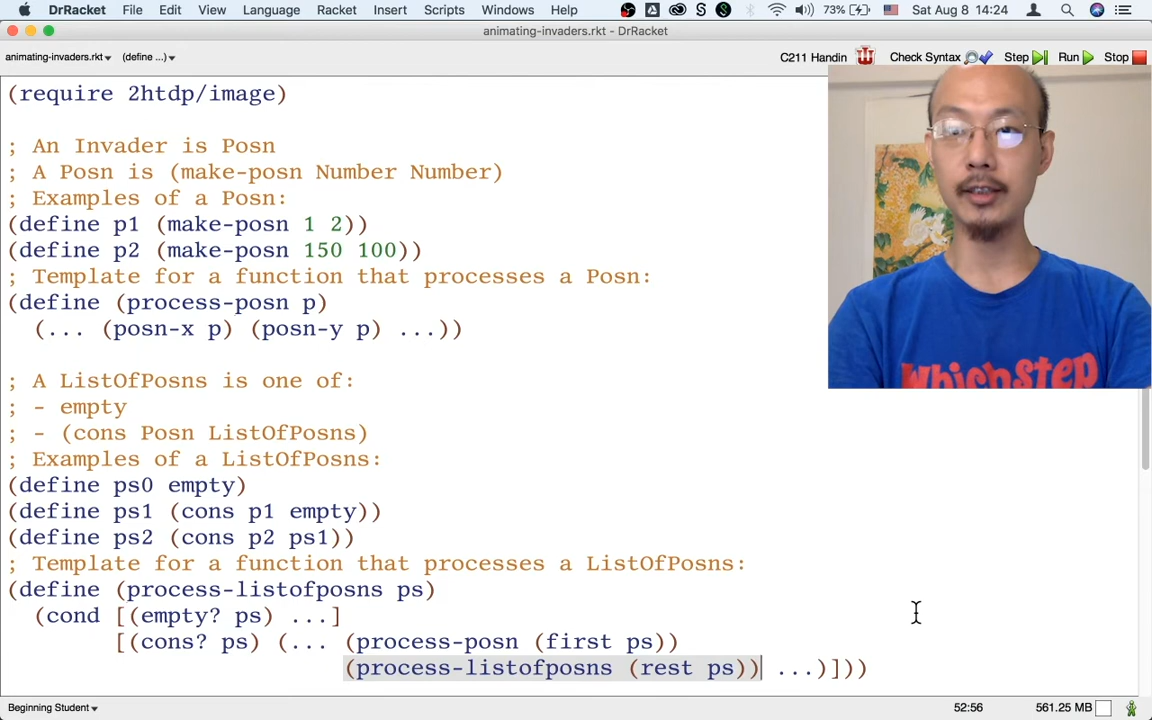 DrRacket File Edit View Language Racket Insert Scripts Windows Help 73% Sat Aug 8 14:24
animating-invaders.rkt - DrRacket
animating-invaders.rkt (define ...) C211 Handin Check Syntax Step Run Stop
(require 2htdp/image)
; An Invader is Posn
; A Posn is (make-posn Number Number)
; Examples of a Posn:
(define p1 (make-posn 1 2))
(define p2 (make-posn 150 100))
; Template for a function that processes a Posn:
(define (process-posn p)
(... (posn-x p) (posn-y p) ...))
; A ListOfPosns is one of:
; - empty
; - (cons Posn ListOfPosns)
; Examples of a ListOfPosns:
(define ps0 empty)
(define ps1 (cons p1 empty))
(define ps2 (cons p2 ps1))
; Template for a function that processes a ListOfPosns:
(define (process-listofposns ps)
(cond [(empty? ps) ...]
[(cons? ps) (... (process-posn (first ps))
(process-listofposns (rest ps)) ...)]))
Whichstep
Beginning Student 52:56 561.25 MB